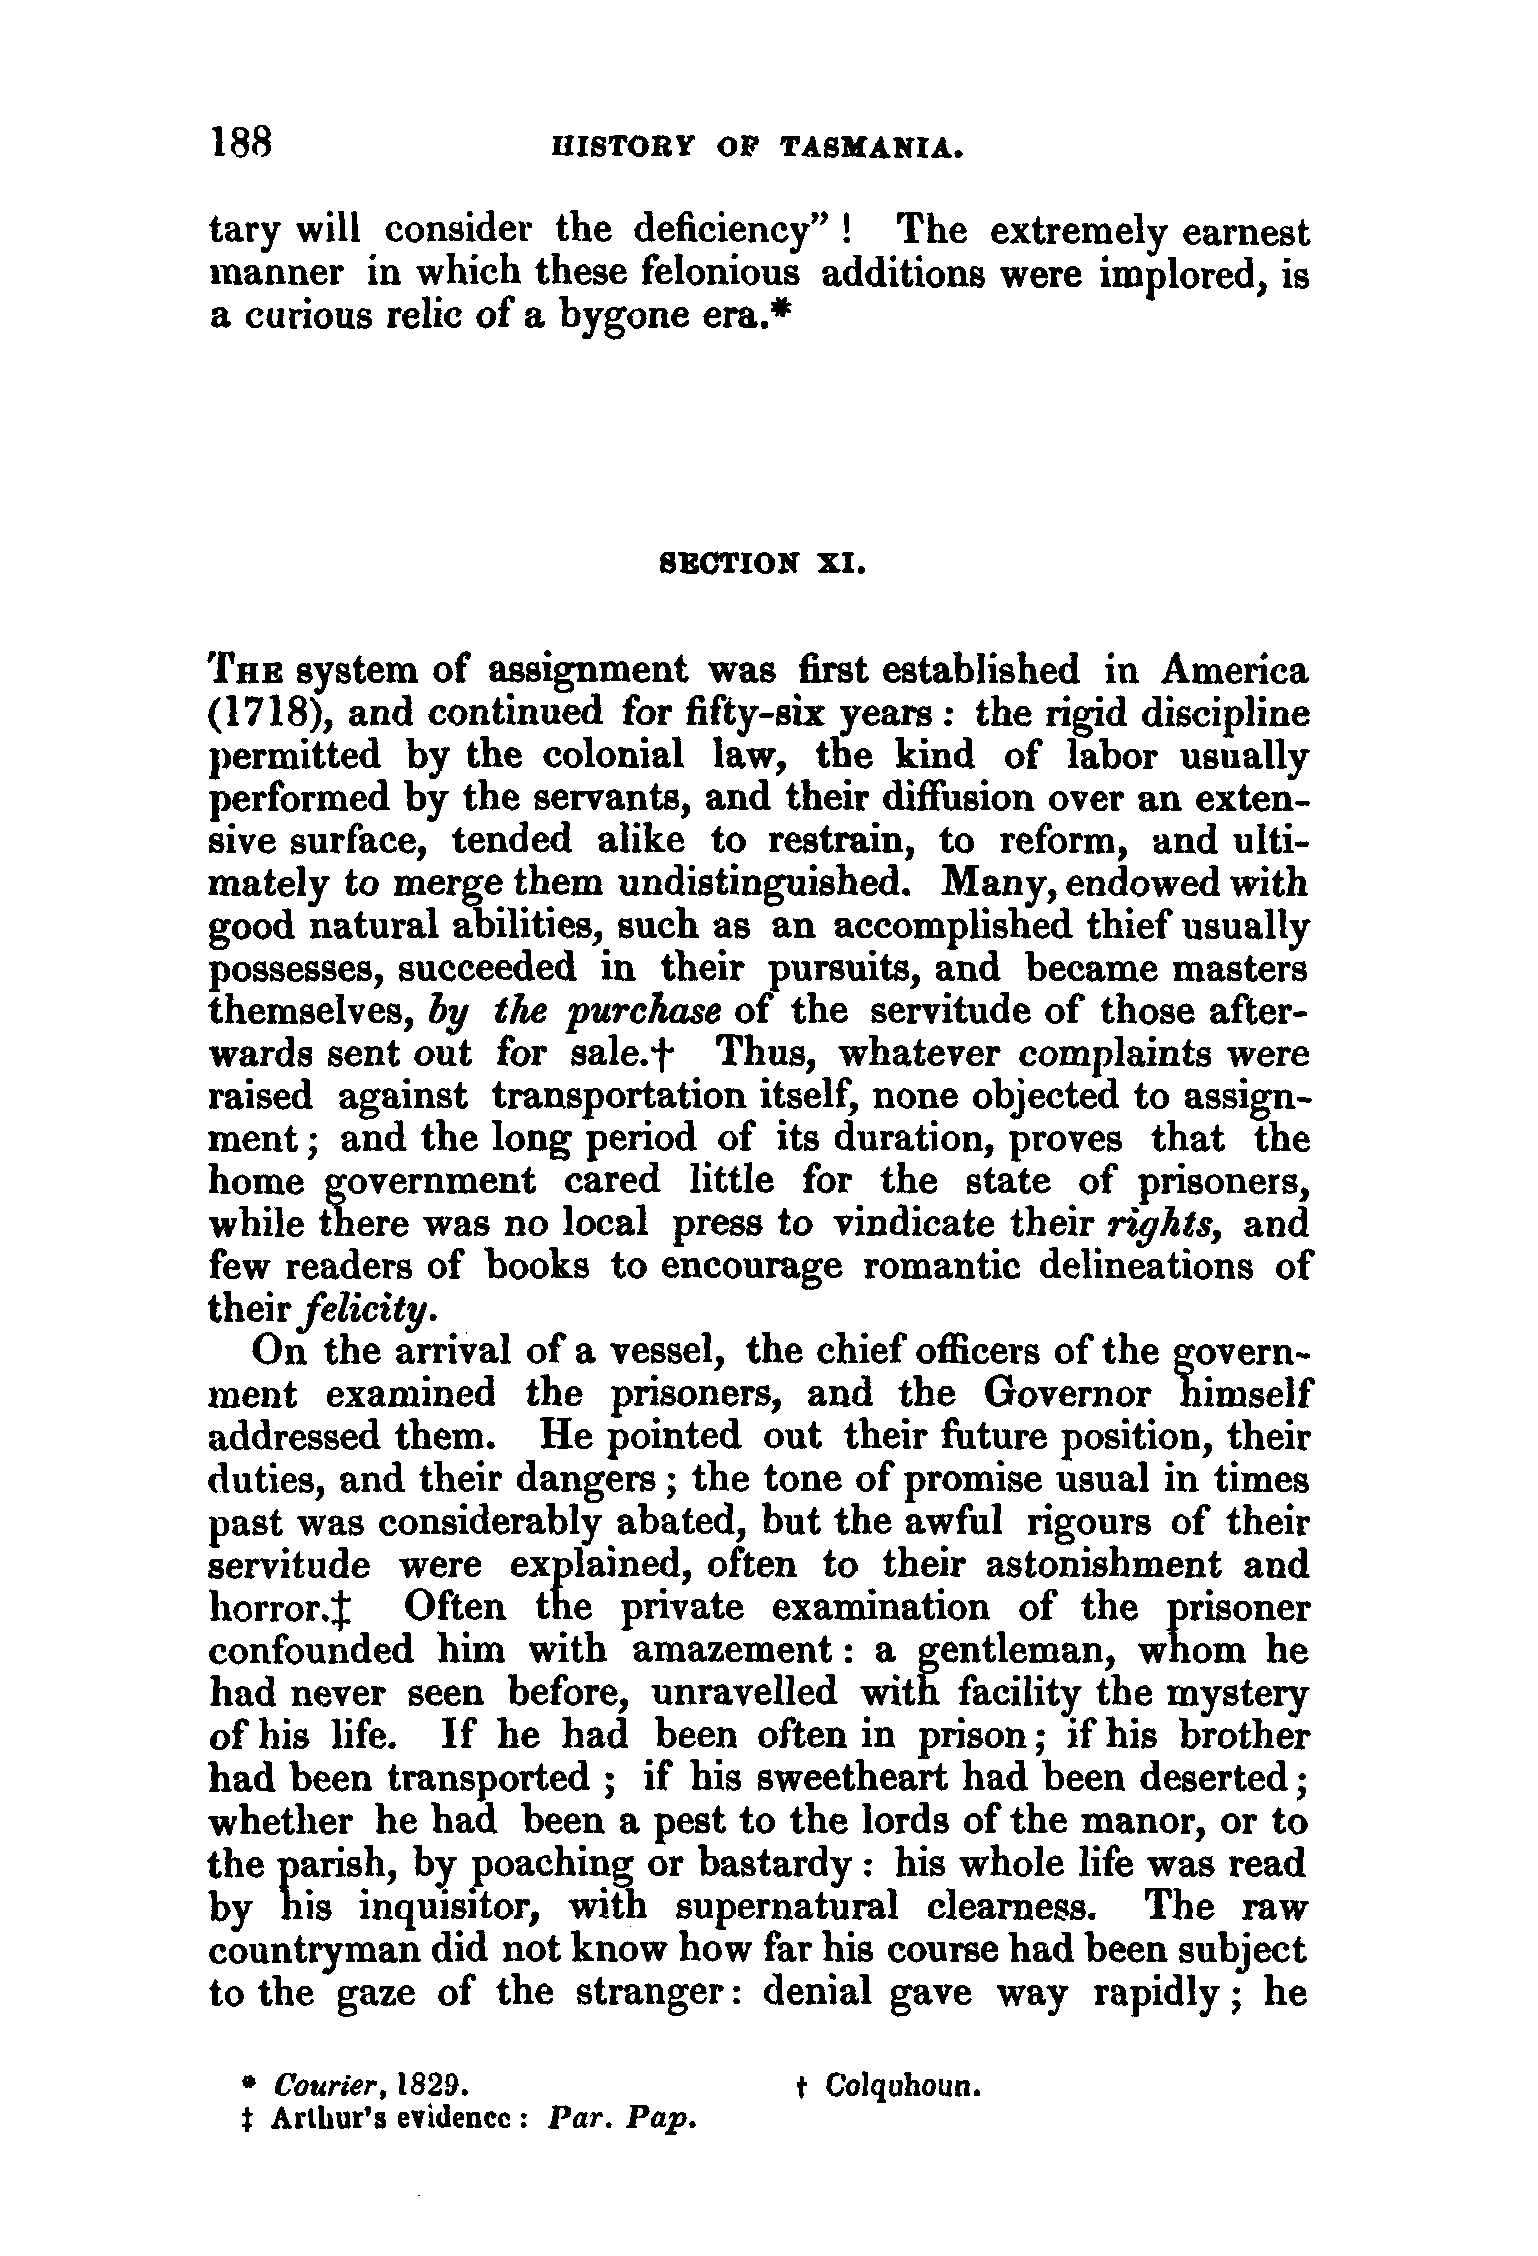 188 HISTORY OF TASMANIA.
tary will consider the deficiency” ! The extremely earnest
manner in which these felonious additions were implored, is
a curious relic of a bygone era.*
SECTION XI.
THE system of assignment was first established in America
(1718), and continued for fifty-six years : the rigid discipline
permitted by the colonial law, the kind of labor usually
performed by the servants, and their diffusion over an exten-
sive surface, tended alike to restrain, to reform, and ulti-
mately to merge them undistinguished. Many, endowed with
good natural abilities, such as an accomplished thief usually
possesses, succeeded in their pursuits, and became masters
themselves, by the purchase of the servitude of those after-
wards sent out for sale.† Thus, whatever complaints were
raised against transportation itself, none objected to assign-
ment ; and the long period of its duration, proves that the
home government cared little for the state of prisoners,
while there was no local press to vindicate their rights, and
few readers of books to encourage romantic delineations of
their felicity.
On the arrival of a vessel, the chief officers of the govern-
ment examined the prisoners, and the Governor himself
addressed them. He pointed out their future position, their
duties, and their dangers ; the tone of promise usual in times
past was considerably abated, but the awful rigours of their
servitude were explained, often to their astonishment and
horror.‡ Often the private examination of the prisoner
confounded him with amazement : a gentleman, whom he
had never seen before, unravelled with facility the mystery
of his life. If he had been often in prison ; if his brother
had been transported ; if his sweetheart had been deserted ;
whether he had been a pest to the lords of the manor, or to
the parish, by poaching or bastardy : his whole life was read
by his inquisitor, with supernatural clearness. The raw
countryman did not know how far his course had been subject
to the gaze of the stranger : denial gave way rapidly ; he
* Courier, 1829. † Colquhoun.
‡ Arthur's evidence : Par. Pap.